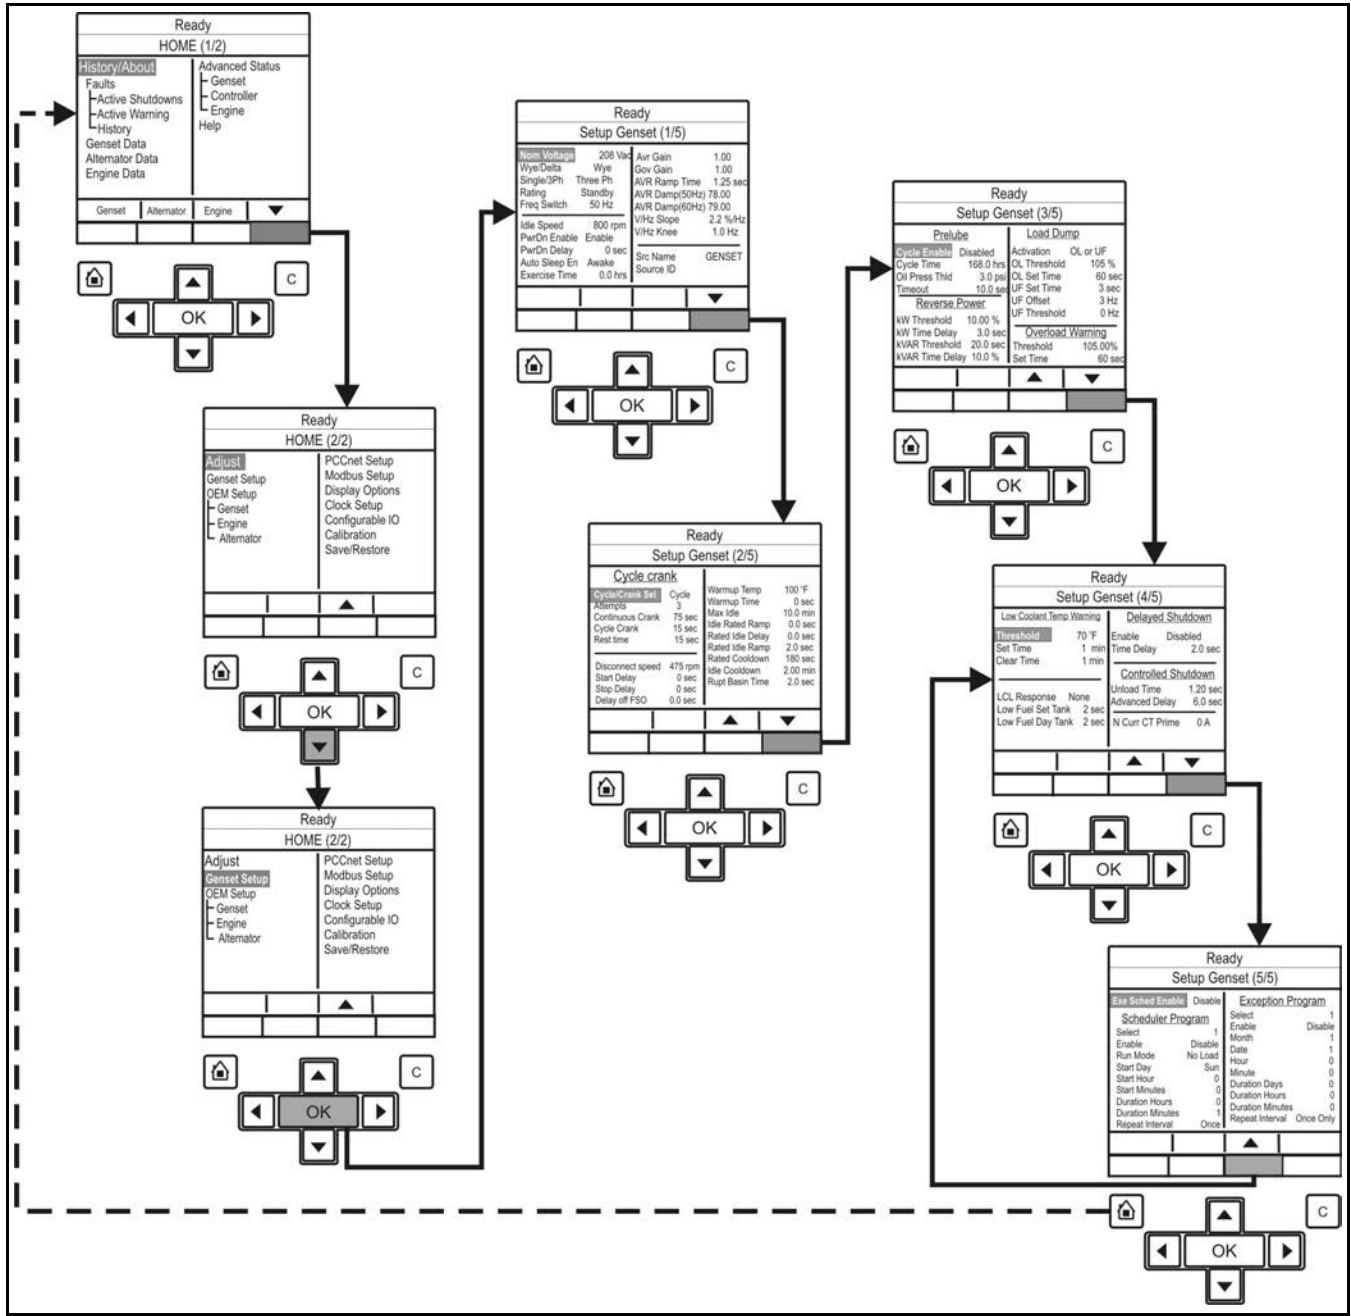 Ready
HOME (1/2)
History/About
Faults
Active Shutdowns
Active Warning
History
Genset Data
Alternator Data
Engine Data
Advanced Status
Genset
Controller
Engine
Help
Genset Alternator Engine
C
OK
Ready
HOME (2/2)
Adjust
Genset Setup
OEM Setup
Genset
Engine
Alternator
PCCnet Setup
Modbus Setup
Display Options
Clock Setup
Configurable IO
Calibration
Save/Restore
C
OK
Ready
HOME (2/2)
Adjust
Genset Setup
OEM Setup
Genset
Engine
Alternator
PCCnet Setup
Modbus Setup
Display Options
Clock Setup
Configurable IO
Calibration
Save/Restore
C
OK
Ready
Setup Genset (1/5)
Nom Voltage 208 Vac
Wye/Delta Wye
Single/3Ph Three Ph
Rating Standby
Freq Switch 50 Hz
Idle Speed 800 rpm
PwrDn Enable Enable
PwrDn Delay 0 sec
Auto Sleep En Awake
Exercise Time 0.0 hrs
Avr Gain 1.00
Gov Gain 1.00
AVR Ramp Time 1.25 sec
AVR Damp(50Hz) 78.00
AVR Damp(60Hz) 79.00
V/Hz Slope 2.2 %/Hz
V/Hz Knee 1.0 Hz
Src Name GENSET
Source ID
C
OK
Ready
Setup Genset (2/5)
Cycle crank
Cycle/Crank Sel Cycle
Attempts 3
Continuous Crank 75 sec
Cycle Crank 15 sec
Rest time 15 sec
Disconnect speed 475 rpm
Start Delay 0 sec
Stop Delay 0 sec
Delay off FSO 0.0 sec
Warmup Temp 100 °F
Warmup Time 0 sec
Max Idle 10.0 min
Idle Rated Ramp 0.0 sec
Rated Idle Delay 0.0 sec
Rated Idle Ramp 2.0 sec
Rated Cooldown 180 sec
Idle Cooldown 2.00 min
Rupt Basin Time 2.0 sec
C
OK
Ready
Setup Genset (3/5)
Prelube
Cycle Enable Disabled
Cycle Time 168.0 hrs
Oil Press Thld 3.0 psi
Timeout 10.0 sec
Reverse Power
kW Threshold 10.00 %
kW Time Delay 3.0 sec
kVAR Threshold 20.0 sec
kVAR Time Delay 10.0 %
Load Dump
Activation OL or UF
OL Threshold 105 %
OL Set Time 60 sec
UF Set Time 3 sec
UF Offset 3 Hz
UF Threshold 0 Hz
Overload Warning
Threshold 105.00%
Set Time 60 sec
C
OK
Ready
Setup Genset (4/5)
Low Coolant Temp Warning
Threshold 70 °F
Set Time 1 min
Clear Time 1 min
LCL Response None
Low Fuel Set Tank 2 sec
Low Fuel Day Tank 2 sec
Delayed Shutdown
Enable Disabled
Time Delay 2.0 sec
Controlled Shutdown
Unload Time 1.20 sec
Advanced Delay 6.0 sec
N Curr CT Prime 0 A
C
OK
Ready
Setup Genset (5/5)
Exe Sched Enable Disable
Scheduler Program
Select 1
Enable Disable
Run Mode No Load
Start Day Sun
Start Hour 0
Start Minutes 0
Duration Hours 0
Duration Minutes 1
Repeat Interval Once
Exception Program
Select 1
Enable Disable
Month 1
Date 1
Hour 0
Minute 0
Duration Days 0
Duration Hours 0
Duration Minutes 0
Repeat Interval Once Only
C
OK